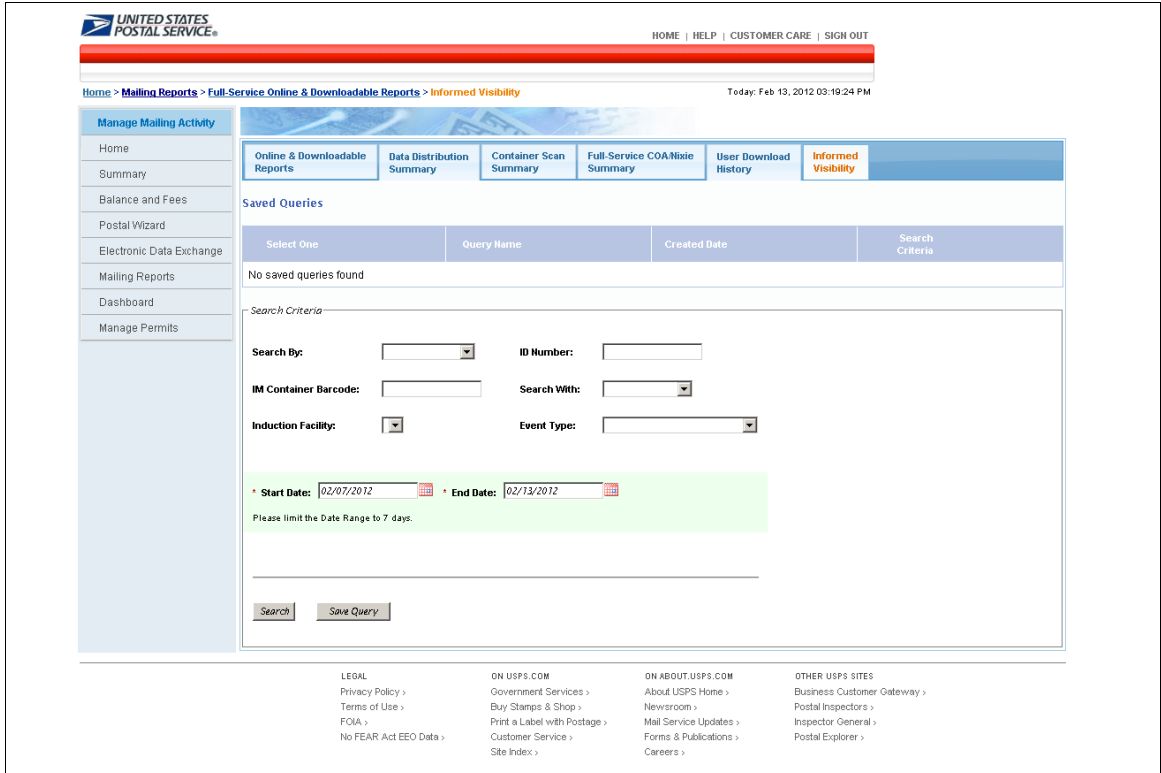 UNITED STATES
POSTAL SERVICE®
HOME | HELP | CUSTOMER CARE | SIGN OUT
Home > Mailing Reports > Full-Service Online & Downloadable Reports > Informed Visibility
Today: Feb 13, 2012 03:19:24 PM
Manage Mailing Activity
Home
Summary
Balance and Fees
Postal Wizard
Electronic Data Exchange
Mailing Reports
Dashboard
Manage Permits
Online & Downloadable
Reports
Data Distribution
Summary
Container Scan
Summary
Full-Service COA/Nixie
Summary
User Download
History
Informed
Visibility
Saved Queries
Select One
Query Name
Created Date
Search
Criteria
No saved queries found
Search Criteria
Search By:
ID Number:
IM Container Barcode:
Search With:
Induction Facility:
Event Type:
* Start Date: 02/07/2012
* End Date: 02/13/2012
Please limit the Date Range to 7 days.
Search
Save Query
LEGAL
Privacy Policy ›
Terms of Use ›
FOIA ›
No FEAR Act EEO Data ›
ON USPS.COM
Government Services ›
Buy Stamps & Shop ›
Print a Label with Postage ›
Customer Service ›
Site Index ›
ON ABOUT.USPS.COM
About USPS Home ›
Newsroom ›
Mail Service Updates ›
Forms & Publications ›
Careers ›
OTHER USPS SITES
Business Customer Gateway ›
Postal Inspectors ›
Inspector General ›
Postal Explorer ›